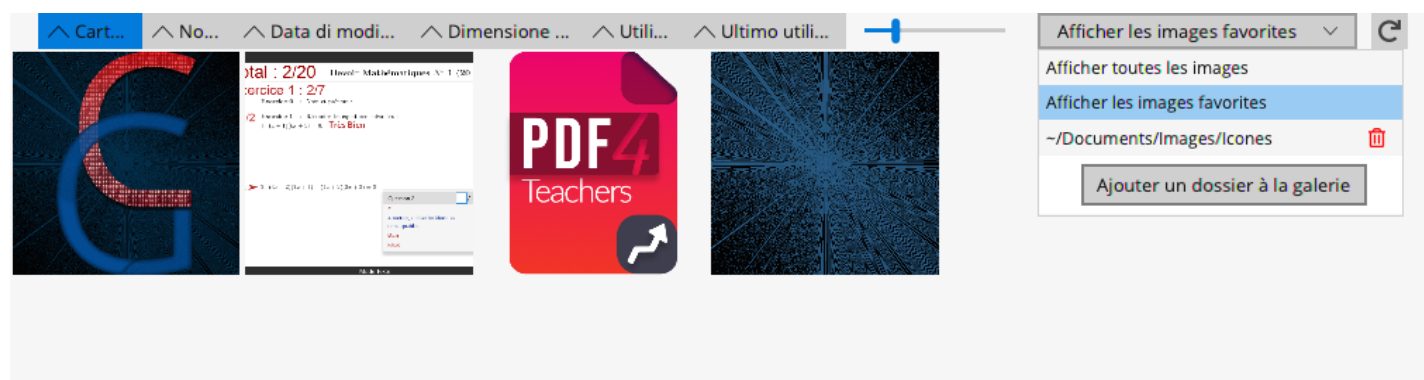 Cart... No... Data di modi... Dimensione ... Utili... Ultimo utili... Afficher les images favorites
Afficher toutes les images
Afficher les images favorites
~/Documents/Images/Icones
Ajouter un dossier à la galerie
otal : 2/20 Devoir Mathématiques N° 1 (20
ercice 1 : 2/7
Très Bien
PDF4
Teachers